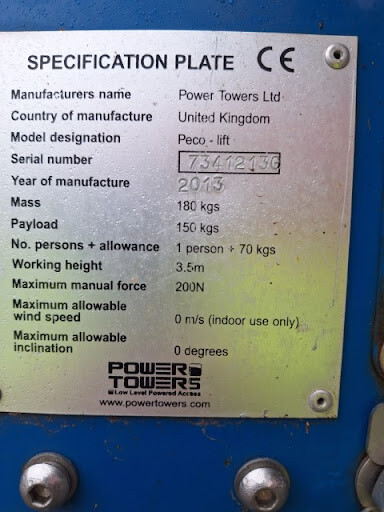 SPECIFICATION PLATE CE
Manufacturers name Power Towers Ltd
Country of manufacture United Kingdom
Model designation Peco - lift
Serial number 7341213G
Year of manufacture 2013
Mass 180 kgs
Payload 150 kgs
No. persons + allowance 1 person + 70 kgs
Working height 3.5m
Maximum manual force 200N
Maximum allowable
wind speed 0 m/s (indoor use only)
Maximum allowable
inclination 0 degrees
POWER
TOWERS
Low Level Powered Access
www.powertowers.com